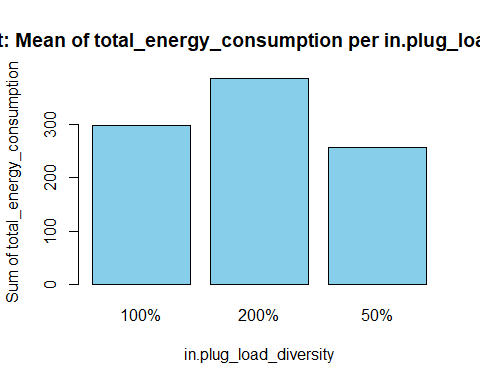 t: Mean of total_energy_consumption per in.plug_loa
Sum of total_energy_consumption
300
200
100
0
100% 200% 50%
in.plug_load_diversity